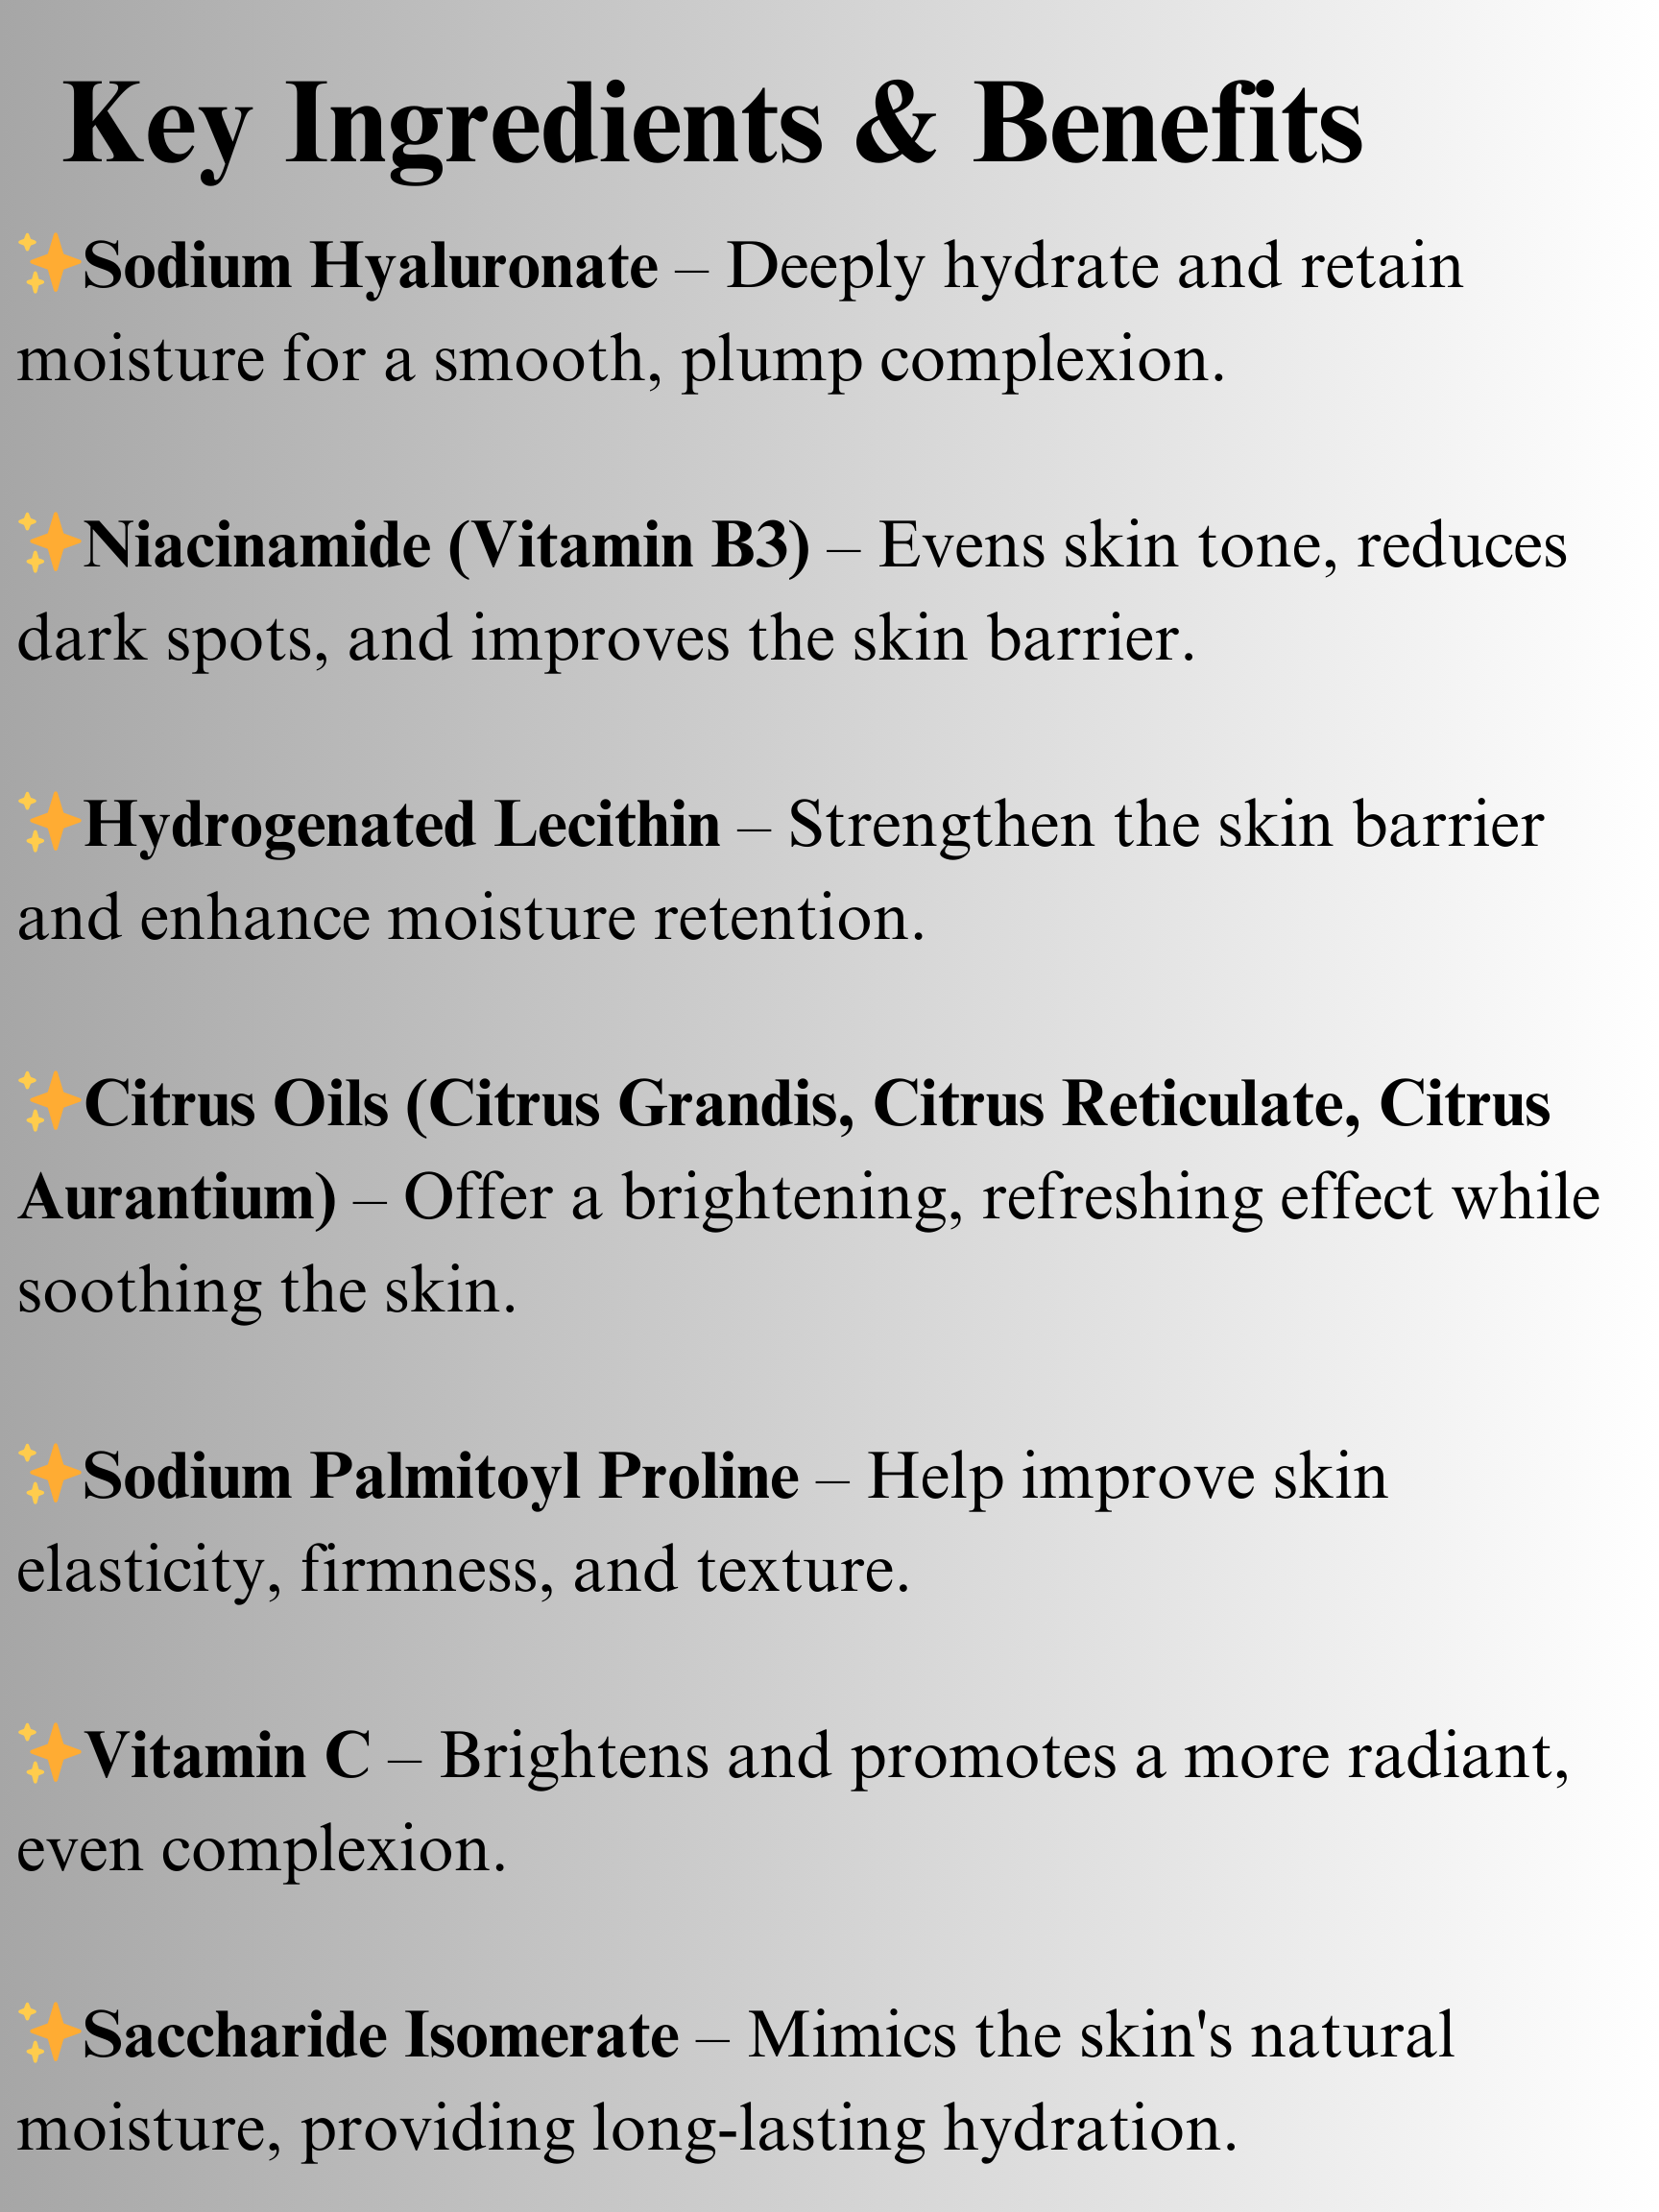 Key Ingredients & Benefits
✨Sodium Hyaluronate – Deeply hydrate and retain
moisture for a smooth, plump complexion.
✨Niacinamide (Vitamin B3) – Evens skin tone, reduces
dark spots, and improves the skin barrier.
✨Hydrogenated Lecithin – Strengthen the skin barrier
and enhance moisture retention.
✨Citrus Oils (Citrus Grandis, Citrus Reticulate, Citrus
Aurantium) – Offer a brightening, refreshing effect while
soothing the skin.
✨Sodium Palmitoyl Proline – Help improve skin
elasticity, firmness, and texture.
✨Vitamin C – Brightens and promotes a more radiant,
even complexion.
✨Saccharide Isomerate – Mimics the skin's natural
moisture, providing long-lasting hydration.